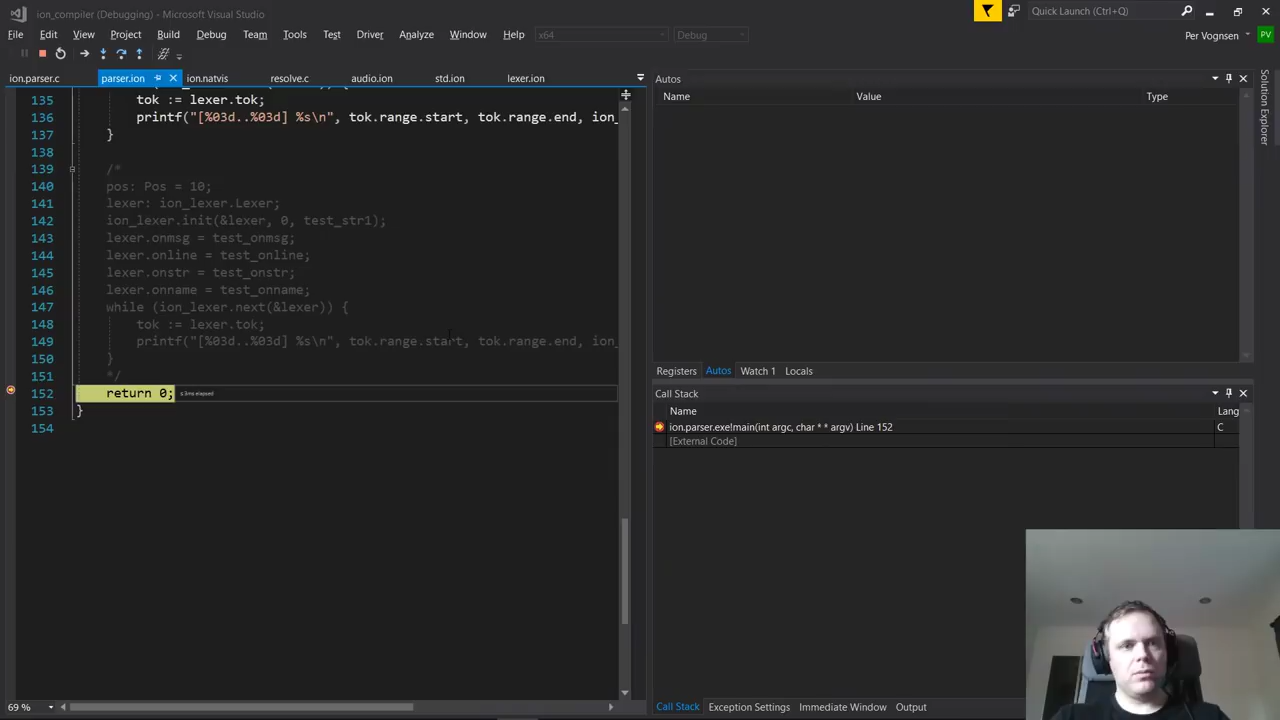 ion_compiler (Debugging) - Microsoft Visual Studio
Quick Launch (Ctrl+Q)
File Edit View Project Build Debug Team Tools Test Driver Analyze Window Help x64 Debug Per Vognsen PV
ion.parser.c parser.ion ion.natvis resolve.c audio.ion std.ion lexer.ion
135 tok := lexer.tok;
136 printf("[%03d..%03d] %s\n", tok.range.start, tok.range.end, ion_
137 }
138
139 /*
140 pos: Pos = 10;
141 lexer: ion_lexer.Lexer;
142 ion_lexer.init(&lexer, 0, test_str1);
143 lexer.onmsg = test_onmsg;
144 lexer.online = test_online;
145 lexer.onstr = test_onstr;
146 lexer.onname = test_onname;
147 while (ion_lexer.next(&lexer)) {
148 tok := lexer.tok;
149 printf("[%03d..%03d] %s\n", tok.range.start, tok.range.end, ion_
150 }
151 */
152 return 0; ≤ 3ms elapsed
153 }
154
69 %
Autos
Name Value Type
Registers Autos Watch 1 Locals
Call Stack
Name Lang
ion.parser.exe!main(int argc, char * * argv) Line 152 C
[External Code]
Call Stack Exception Settings Immediate Window Output
Solution Explorer